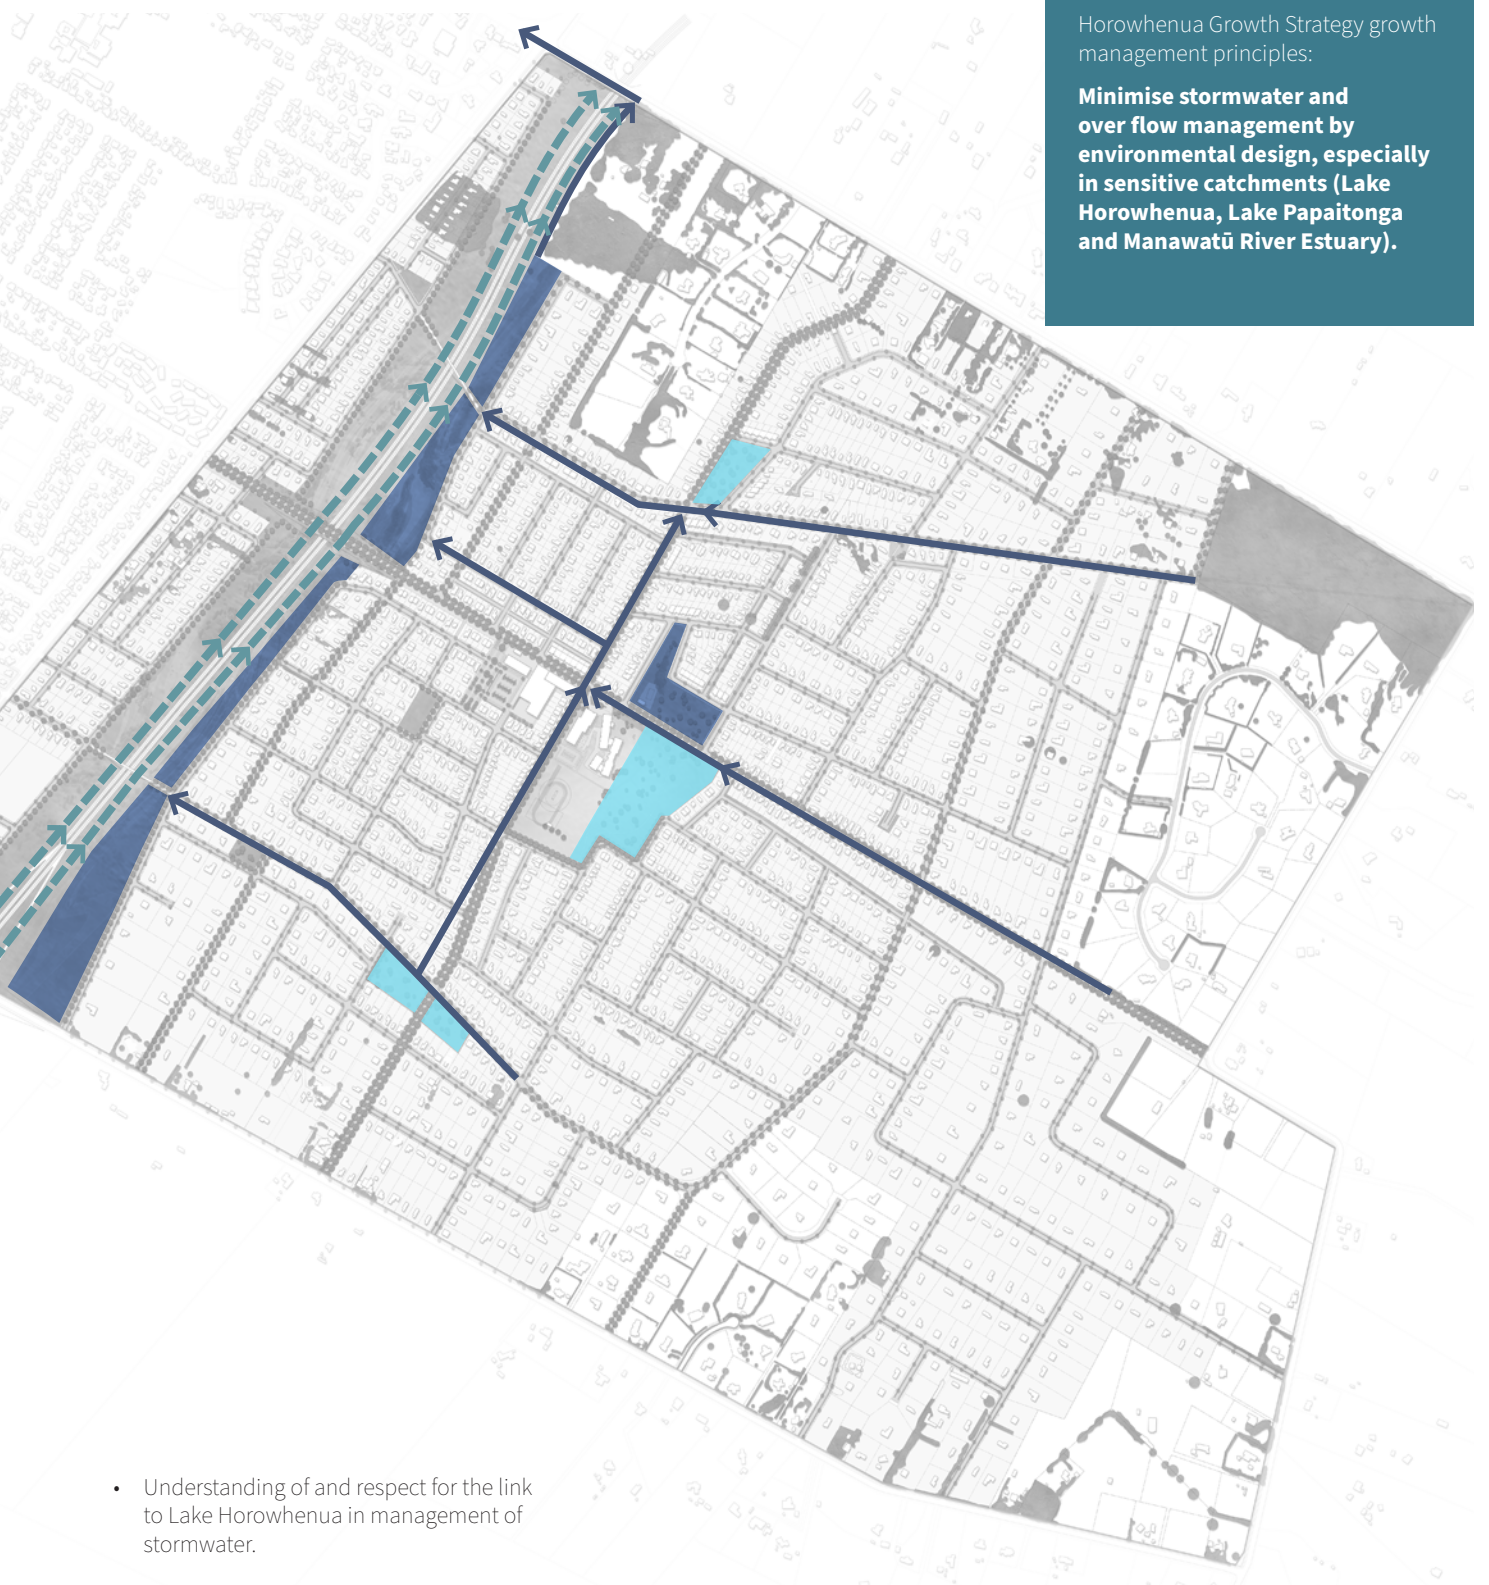 Horowhenua Growth Strategy growth
management principles:
Minimise stormwater and
over flow management by
environmental design, especially
in sensitive catchments (Lake
Horowhenua, Lake Papaitonga
and Manawatū River Estuary).
• Understanding of and respect for the link
to Lake Horowhenua in management of
stormwater.